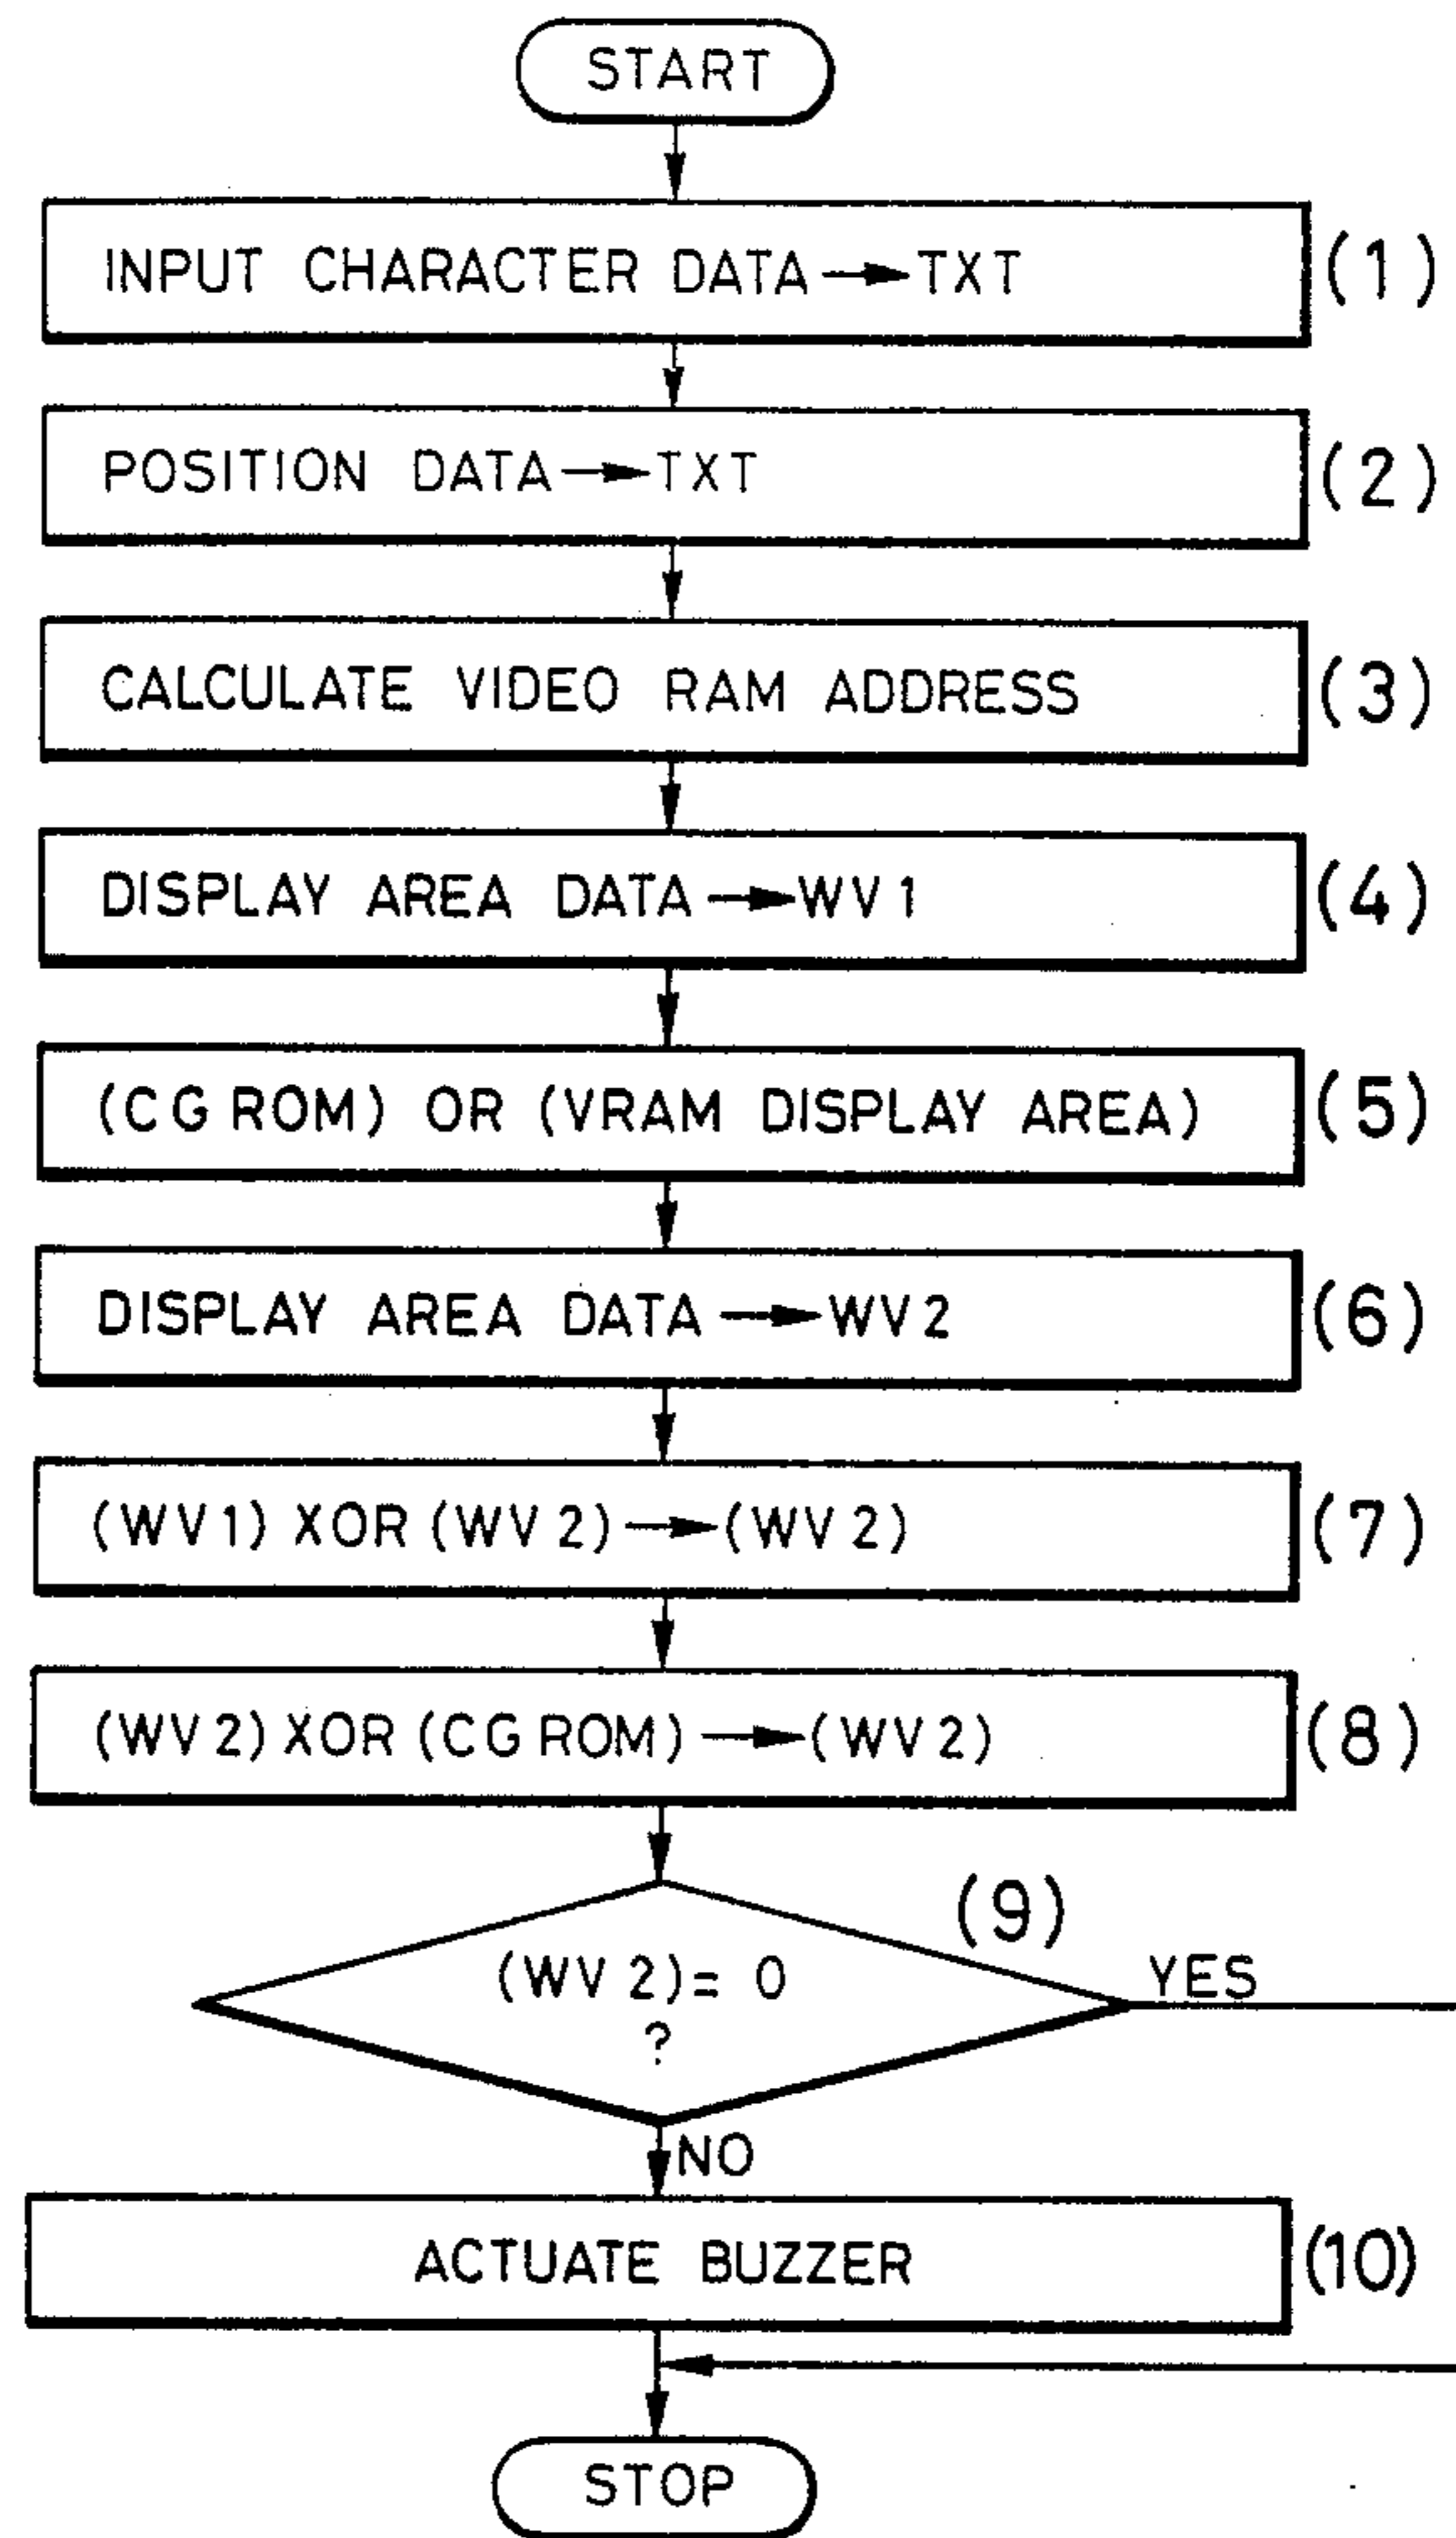 START
INPUT CHARACTER DATA → TXT (1)
POSITION DATA → TXT (2)
CALCULATE VIDEO RAM ADDRESS (3)
DISPLAY AREA DATA → WV1 (4)
(CG ROM) OR (VRAM DISPLAY AREA) (5)
DISPLAY AREA DATA → WV2 (6)
(WV1) XOR (WV2) → (WV2) (7)
(WV2) XOR (CG ROM) → (WV2) (8)
(9)
(WV2) = 0
?
YES
NO
ACTUATE BUZZER (10)
STOP